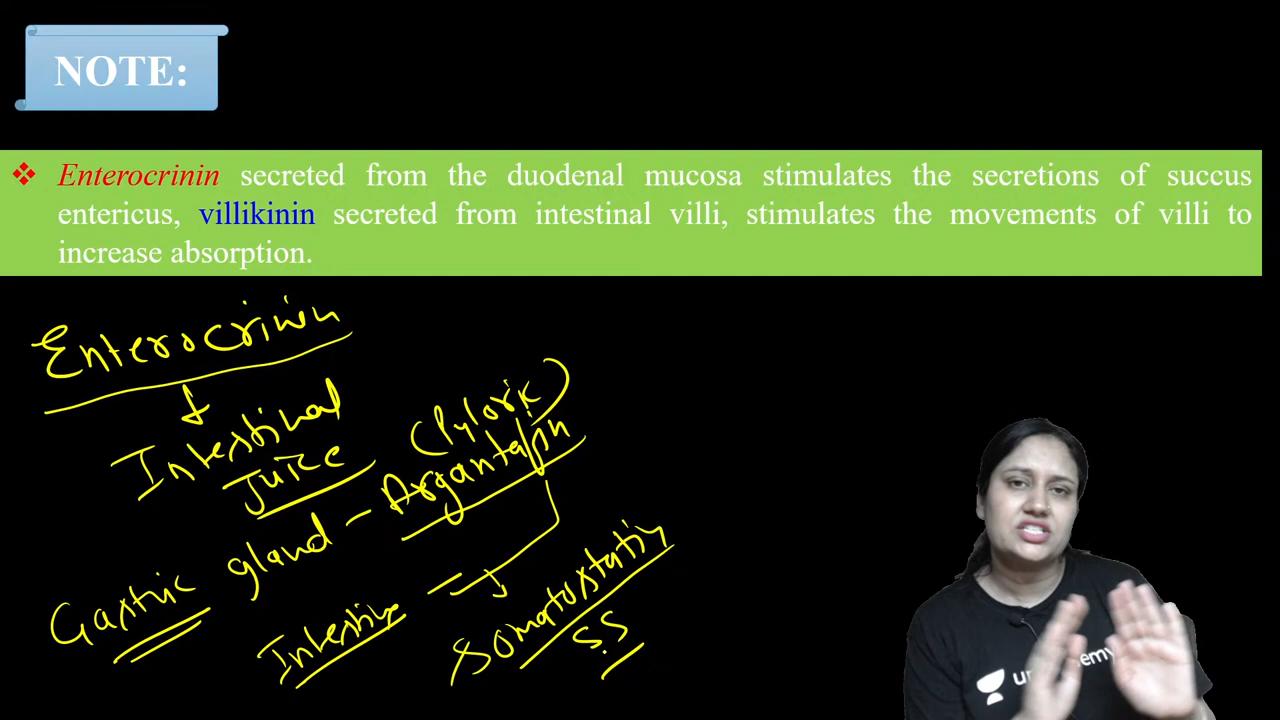 NOTE:
❖ Enterocrinin secreted from the duodenal mucosa stimulates the secretions of succus
entericus, villikinin secreted from intestinal villi, stimulates the movements of villi to
increase absorption.
Enterocrinin
Intestinal
Juice
(Pyloric)
Gastric gland - Argantaffin
Intestine
Somatostatin
S.S